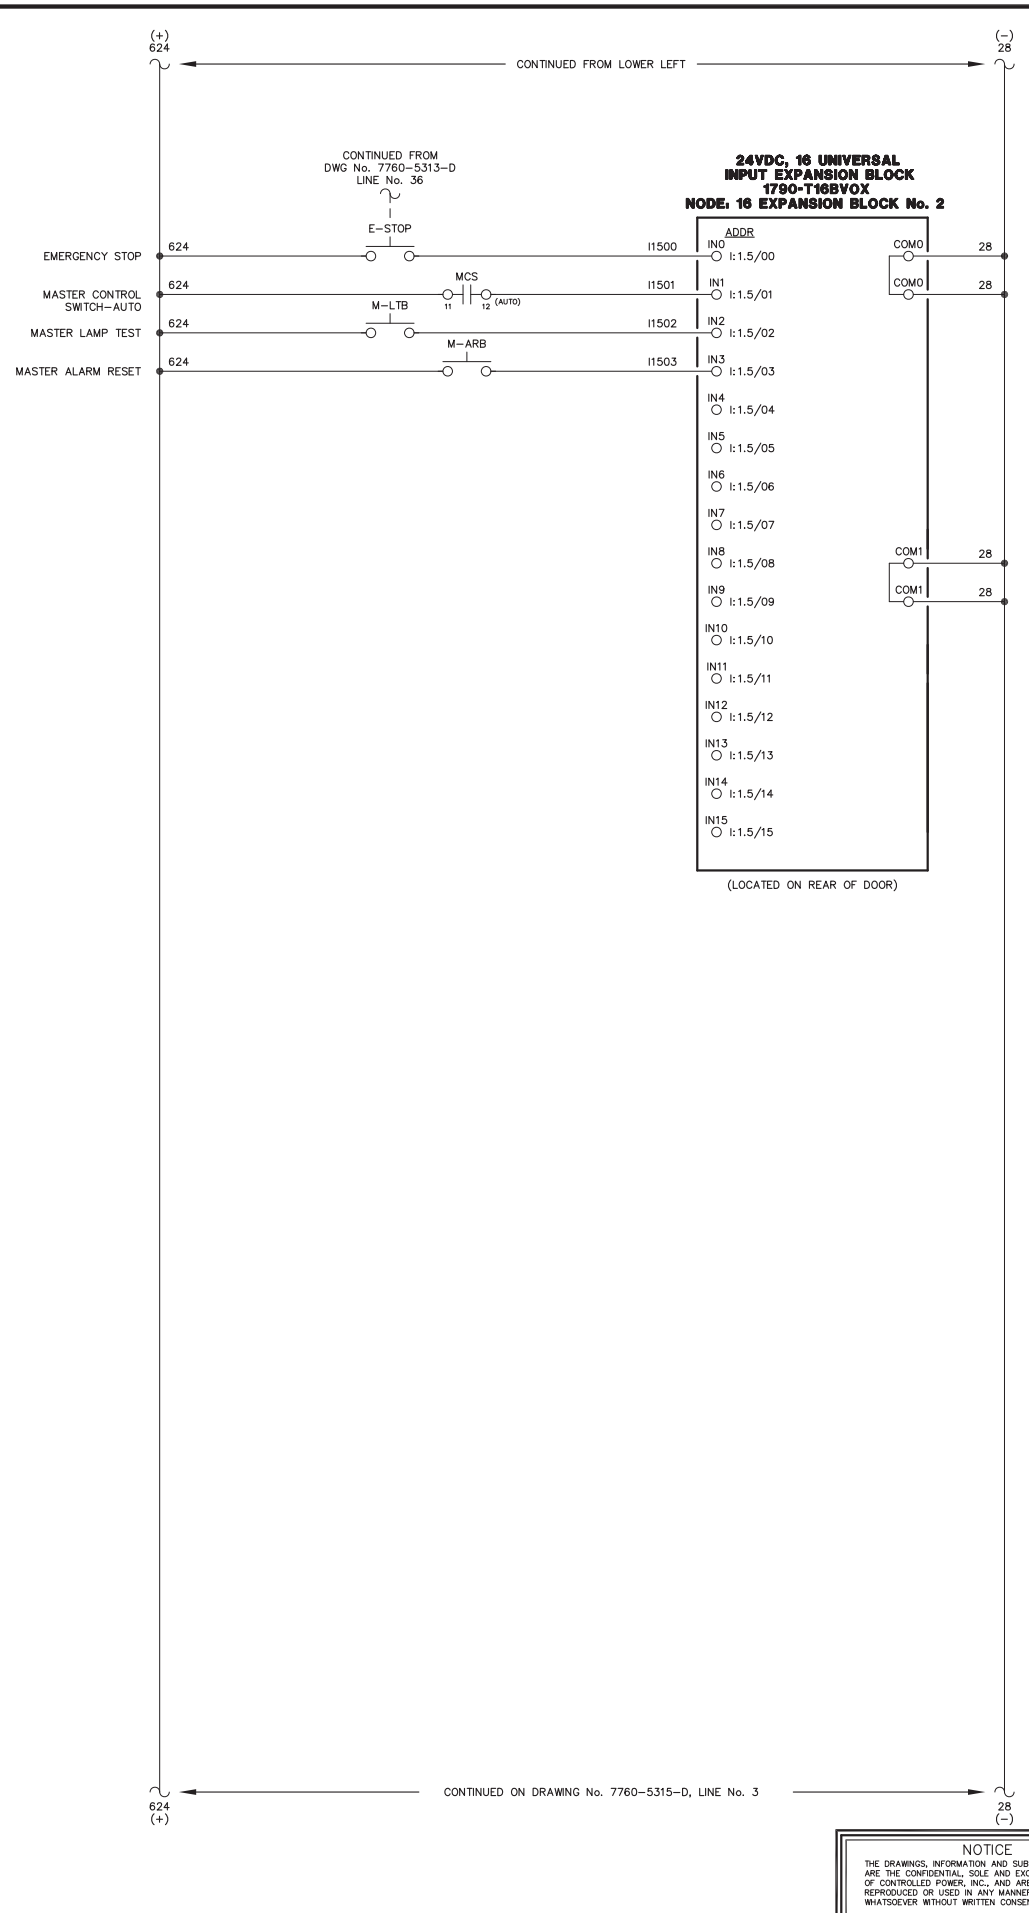 (+)
624
(−)
28
CONTINUED FROM LOWER LEFT
CONTINUED FROM
DWG No. 7760−5313−D
LINE No. 36
24VDC, 16 UNIVERSAL
INPUT EXPANSION BLOCK
1790-T16BVOX
NODE: 16 EXPANSION BLOCK No. 2
E−STOP
ADDR
EMERGENCY STOP
624
I1500
IN0
I:1.5/00
COM0
28
MASTER CONTROL
SWITCH−AUTO
624
MCS
11
12
(AUTO)
I1501
IN1
I:1.5/01
COM0
28
MASTER LAMP TEST
624
M−LTB
I1502
IN2
I:1.5/02
MASTER ALARM RESET
624
M−ARB
I1503
IN3
I:1.5/03
IN4
I:1.5/04
IN5
I:1.5/05
IN6
I:1.5/06
IN7
I:1.5/07
IN8
I:1.5/08
COM1
28
IN9
I:1.5/09
COM1
28
IN10
I:1.5/10
IN11
I:1.5/11
IN12
I:1.5/12
IN13
I:1.5/13
IN14
I:1.5/14
IN15
I:1.5/15
(LOCATED ON REAR OF DOOR)
CONTINUED ON DRAWING No. 7760−5315−D, LINE No. 3
624
(+)
28
(−)
NOTICE
THE DRAWINGS, INFORMATION AND
ARE THE CONFIDENTIAL, SOLE AND
OF CONTROLLED POWER, INC., AND
REPRODUCED OR USED IN ANY
WHATSOEVER WITHOUT WRITTEN